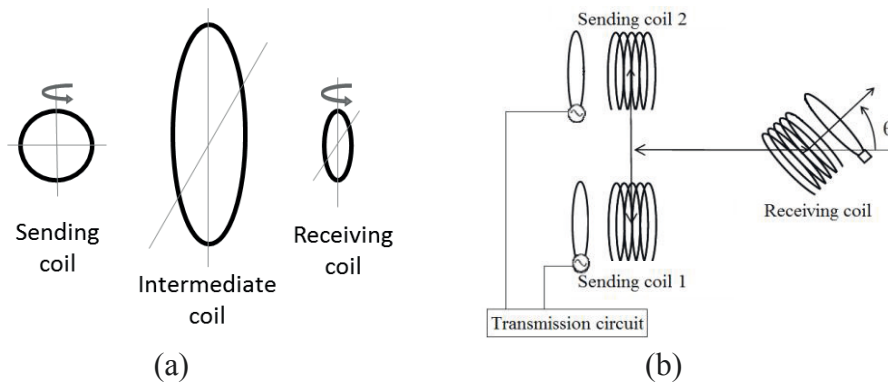 Sending
coil
Intermediate
coil
Receiving
coil
(a)
Sending coil 2
θ
Receiving coil
Sending coil 1
Transmission circuit
(b)